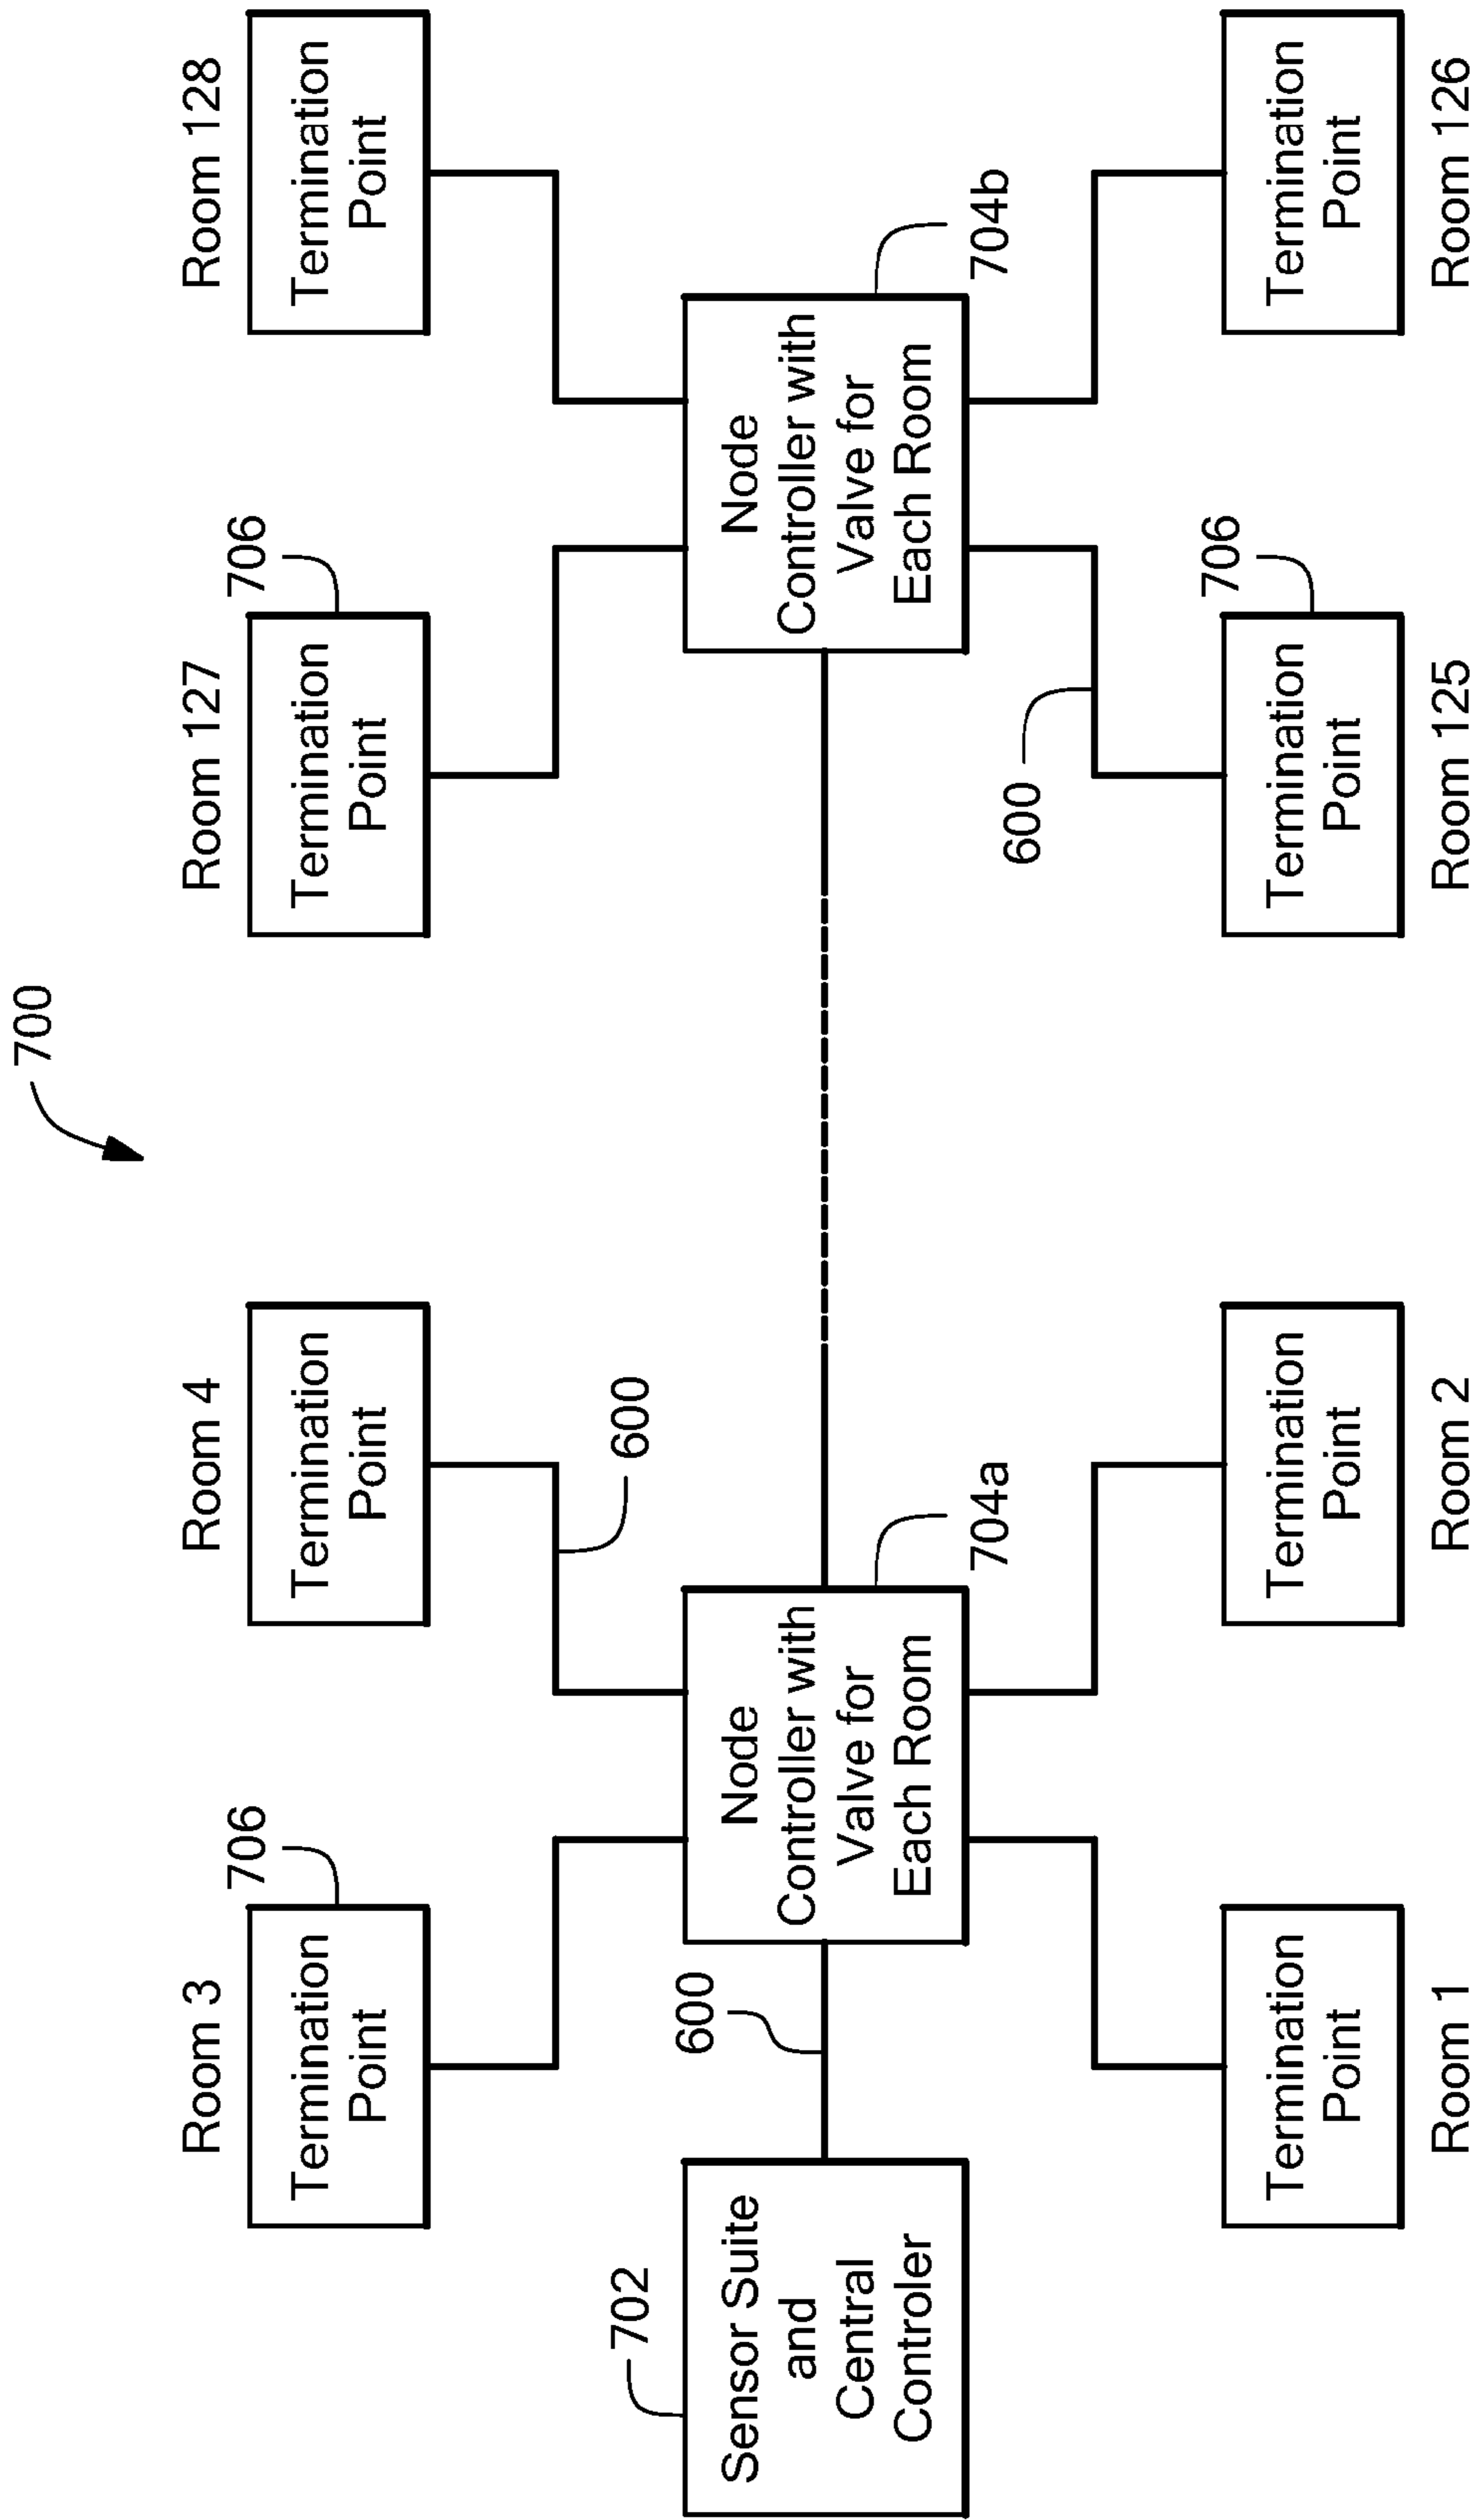 700
Room 3
Room 4
Room 127
Room 128
706
706
Termination
Point
Termination
Point
Termination
Point
Termination
Point
702
600
600
Sensor Suite
and
Central
Controller
Node
Controller with
Valve for
Each Room
Node
Controller with
Valve for
Each Room
704a
704b
600
706
Termination
Point
Termination
Point
Termination
Point
Termination
Point
Room 1
Room 2
Room 125
Room 126